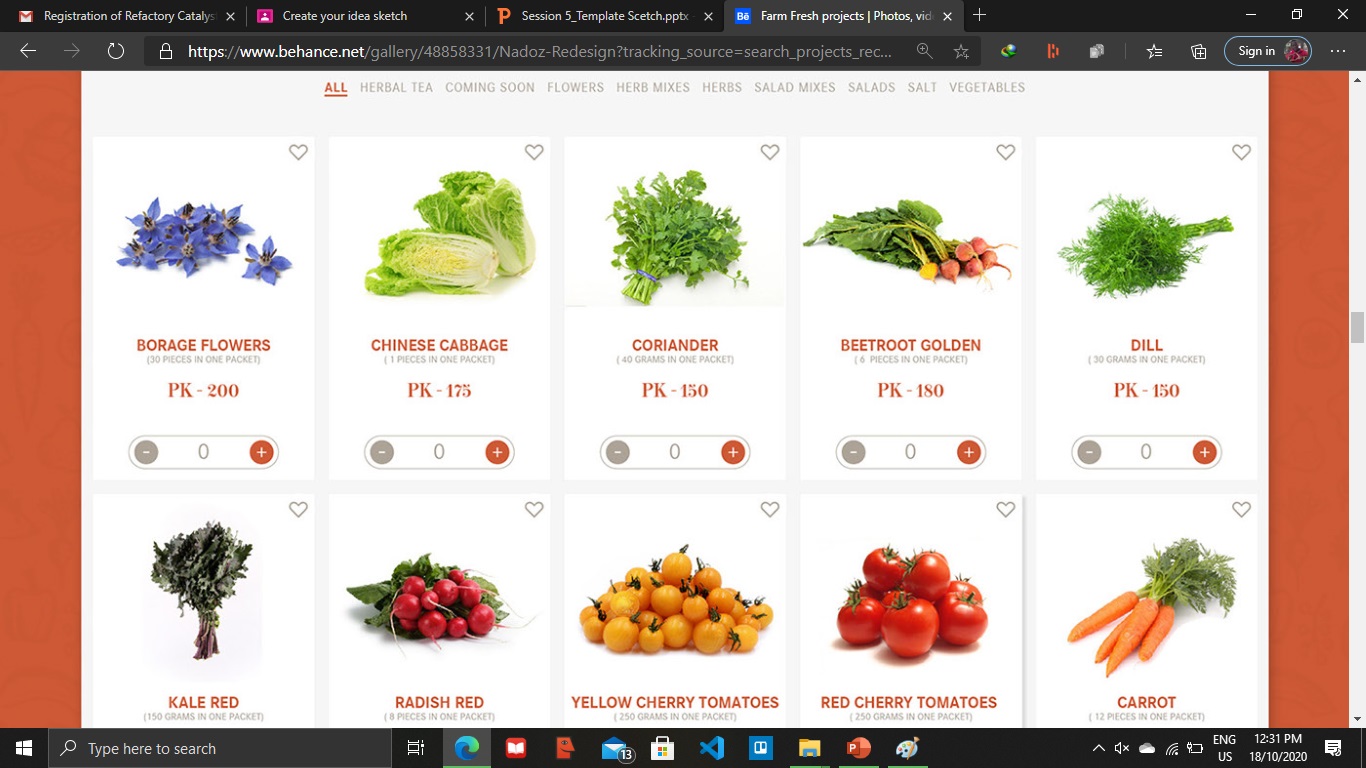 Registration of Refactory Catalys
Create your idea sketch
Session 5_Template Scetch.pptx -
Farm Fresh projects | Photos, vide
https://www.behance.net/gallery/48858331/Nadoz-Redesign?tracking_source=search_projects_rec...
Sign in
ALL HERBAL TEA COMING SOON FLOWERS HERB MIXES HERBS SALAD MIXES SALADS SALT VEGETABLES
BORAGE FLOWERS
(30 PIECES IN ONE PACKET)
PK - 200
- 0 +
CHINESE CABBAGE
( 1 PIECES IN ONE PACKET)
PK - 175
- 0 +
CORIANDER
( 40 GRAMS IN ONE PACKET)
PK - 150
- 0 +
BEETROOT GOLDEN
( 6 PIECES IN ONE PACKET)
PK - 180
- 0 +
DILL
( 30 GRAMS IN ONE PACKET)
PK - 150
- 0 +
KALE RED
(150 GRAMS IN ONE PACKET)
RADISH RED
( 8 PIECES IN ONE PACKET)
YELLOW CHERRY TOMATOES
( 250 GRAMS IN ONE PACKET)
RED CHERRY TOMATOES
( 250 GRAMS IN ONE PACKET)
CARROT
( 12 PIECES IN ONE PACKET)
Type here to search
13
ENG
US
12:31 PM
18/10/2020